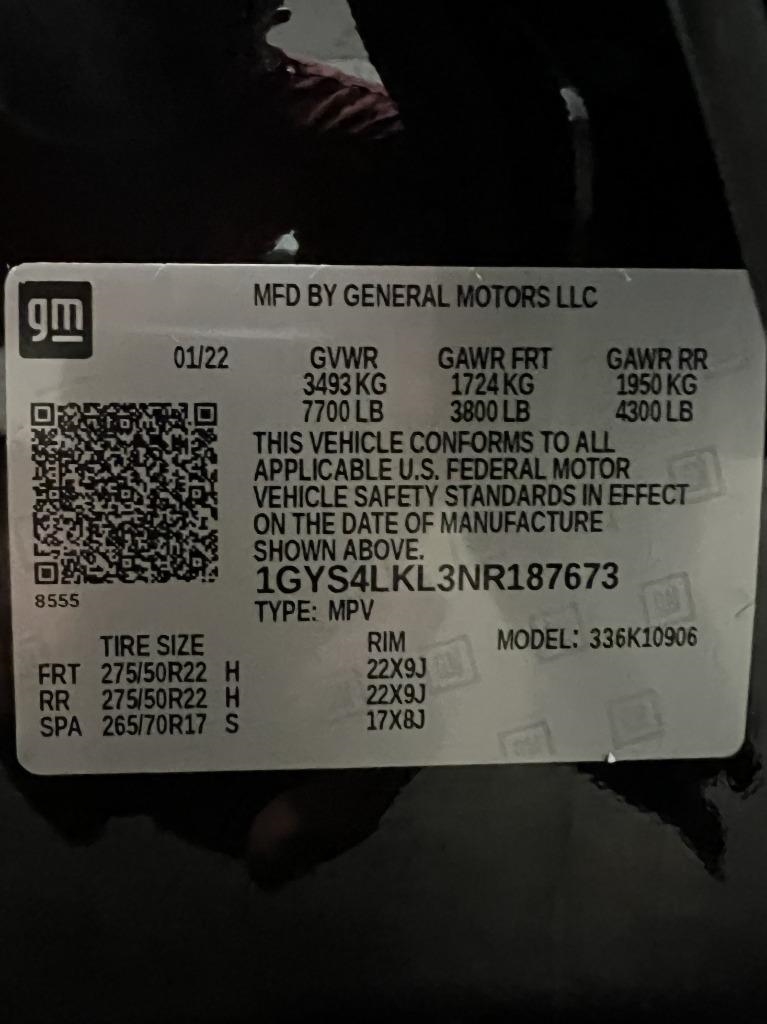 gm
MFD BY GENERAL MOTORS LLC
01/22 GVWR GAWR FRT GAWR RR
3493 KG 1724 KG 1950 KG
7700 LB 3800 LB 4300 LB
THIS VEHICLE CONFORMS TO ALL
APPLICABLE U.S. FEDERAL MOTOR
VEHICLE SAFETY STANDARDS IN EFFECT
ON THE DATE OF MANUFACTURE
SHOWN ABOVE.
8555
1GYS4LKL3NR187673
TYPE: MPV
TIRE SIZE RIM MODEL: 336K10906
FRT 275/50R22 H 22X9J
RR 275/50R22 H 22X9J
SPA 265/70R17 S 17X8J